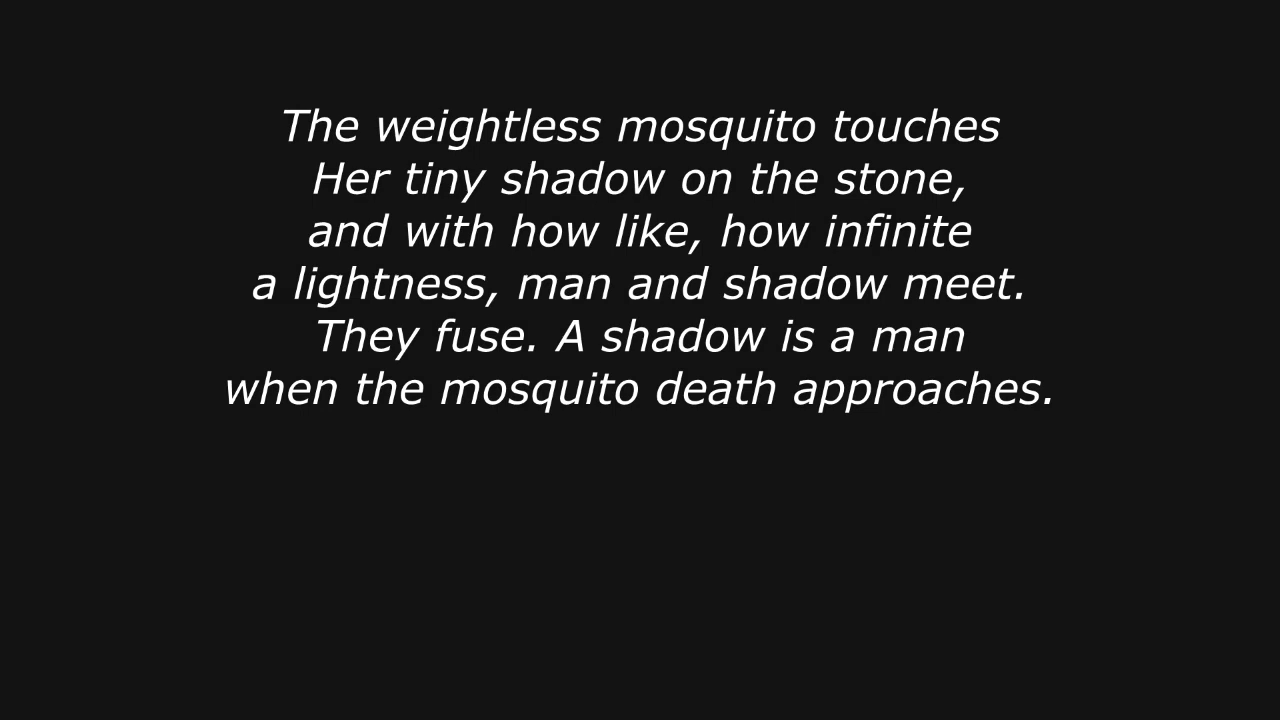 The weightless mosquito touches
Her tiny shadow on the stone,
and with how like, how infinite
a lightness, man and shadow meet.
They fuse. A shadow is a man
when the mosquito death approaches.